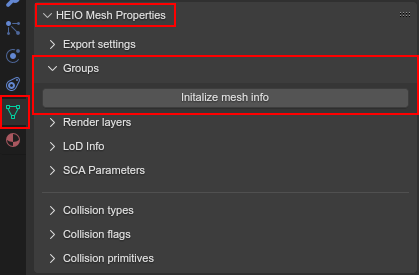 HEIO Mesh Properties
Export settings
Groups
Initalize mesh info
Render layers
LoD Info
SCA Parameters
Collision types
Collision flags
Collision primitives